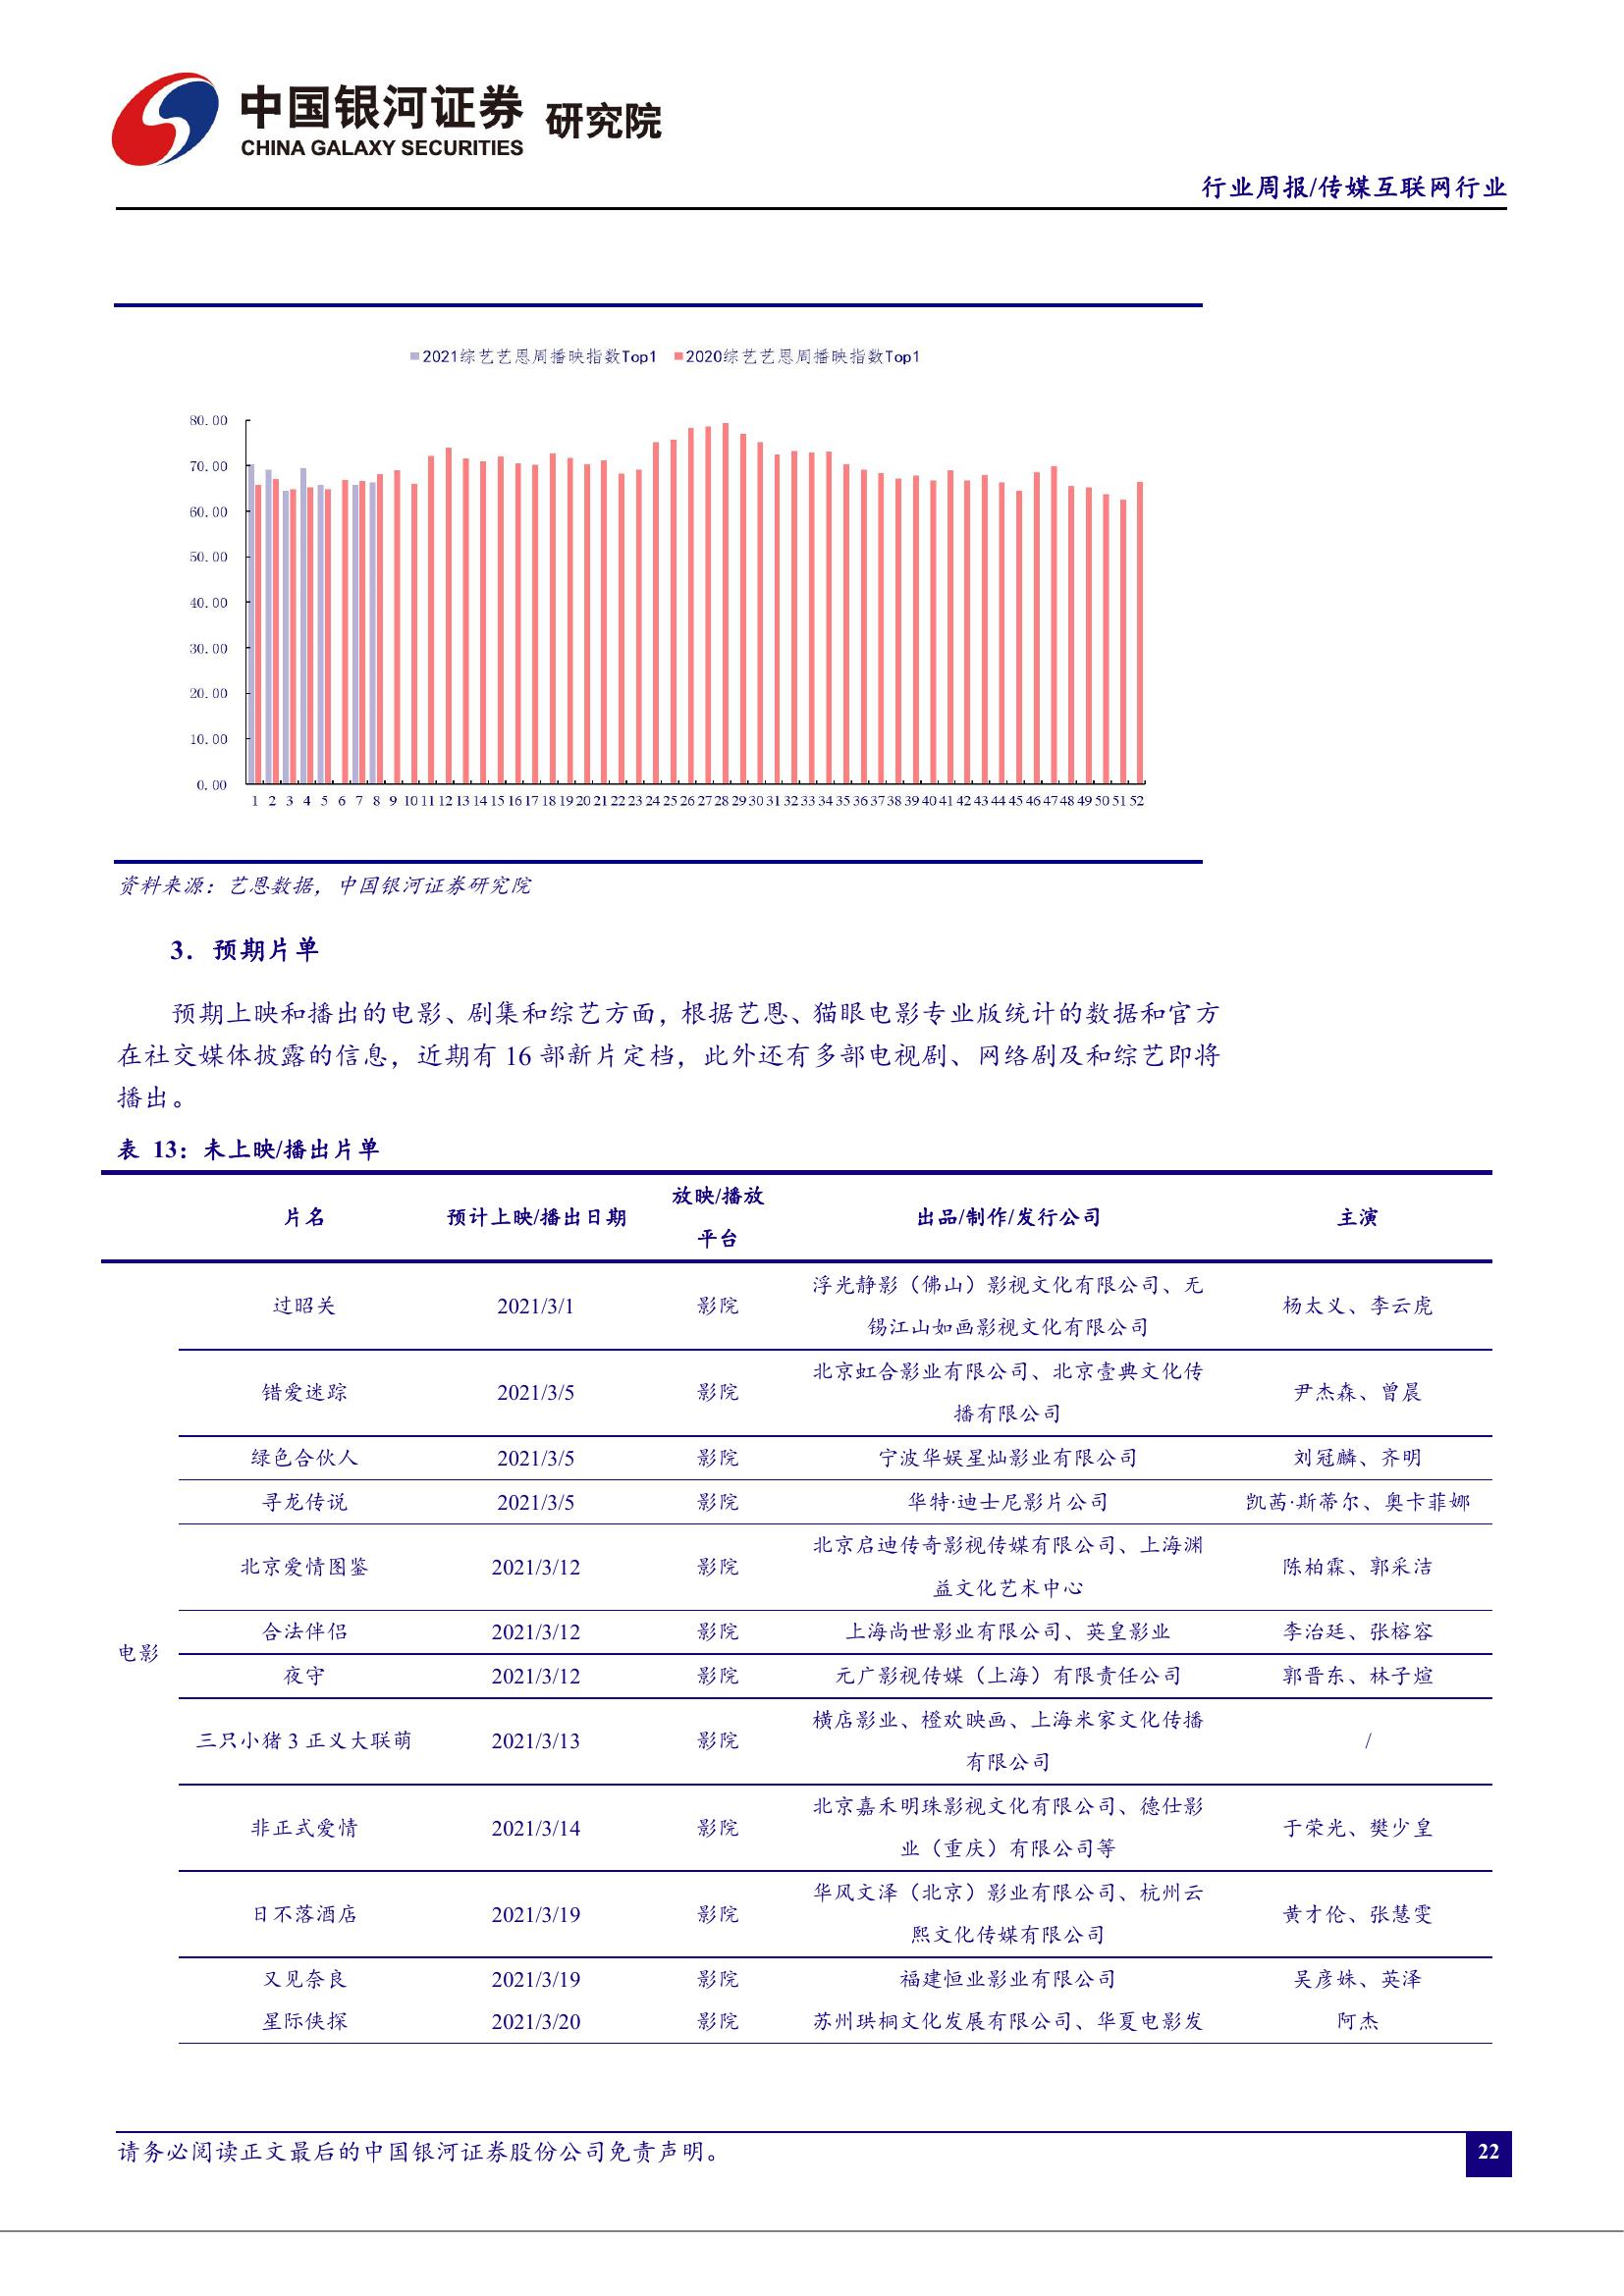 中国银河证券 研究院
CHINA GALAXY SECURITIES
行业周报/传媒互联网行业
2021综艺艺恩周播映指数Top1 2020综艺艺恩周播映指数Top1
80.00
70.00
60.00
50.00
40.00
30.00
20.00
10.00
0.00
1 2 3 4 5 6 7 8 9 10 11 12 13 14 15 16 17 18 19 20 21 22 23 24 25 26 27 28 29 30 31 32 33 34 35 36 37 38 39 40 41 42 43 44 45 46 47 48 49 50 51 52
资料来源：艺恩数据，中国银河证券研究院
3．预期片单
预期上映和播出的电影、剧集和综艺方面，根据艺恩、猫眼电影专业版统计的数据和官方
在社交媒体披露的信息，近期有 16 部新片定档，此外还有多部电视剧、网络剧及和综艺即将
播出。
表 13：未上映/播出片单
片名 预计上映/播出日期 放映/播放 出品/制作/发行公司 主演
平台
过昭关 2021/3/1 影院 浮光静影（佛山）影视文化有限公司、无 杨太义、李云虎
锡江山如画影视文化有限公司
错爱迷踪 2021/3/5 影院 北京虹合影业有限公司、北京壹典文化传 尹杰森、曾晨
播有限公司
绿色合伙人 2021/3/5 影院 宁波华娱星灿影业有限公司 刘冠麟、齐明
寻龙传说 2021/3/5 影院 华特·迪士尼影片公司 凯茜·斯蒂尔、奥卡菲娜
北京爱情图鉴 2021/3/12 影院 北京启迪传奇影视传媒有限公司、上海渊 陈柏霖、郭采洁
益文化艺术中心
合法伴侣 2021/3/12 影院 上海尚世影业有限公司、英皇影业 李治廷、张榕容
电影
夜守 2021/3/12 影院 元广影视传媒（上海）有限责任公司 郭晋东、林子煊
三只小猪 3 正义大联萌 2021/3/13 影院 横店影业、橙欢映画、上海米家文化传播 /
有限公司
非正式爱情 2021/3/14 影院 北京嘉禾明珠影视文化有限公司、德仕影 于荣光、樊少皇
业（重庆）有限公司等
日不落酒店 2021/3/19 影院 华风文泽（北京）影业有限公司、杭州云 黄才伦、张慧雯
熙文化传媒有限公司
又见奈良 2021/3/19 影院 福建恒业影业有限公司 吴彦姝、英泽
星际侠探 2021/3/20 影院 苏州珙桐文化发展有限公司、华夏电影发 阿杰
请务必阅读正文最后的中国银河证券股份公司免责声明。 22